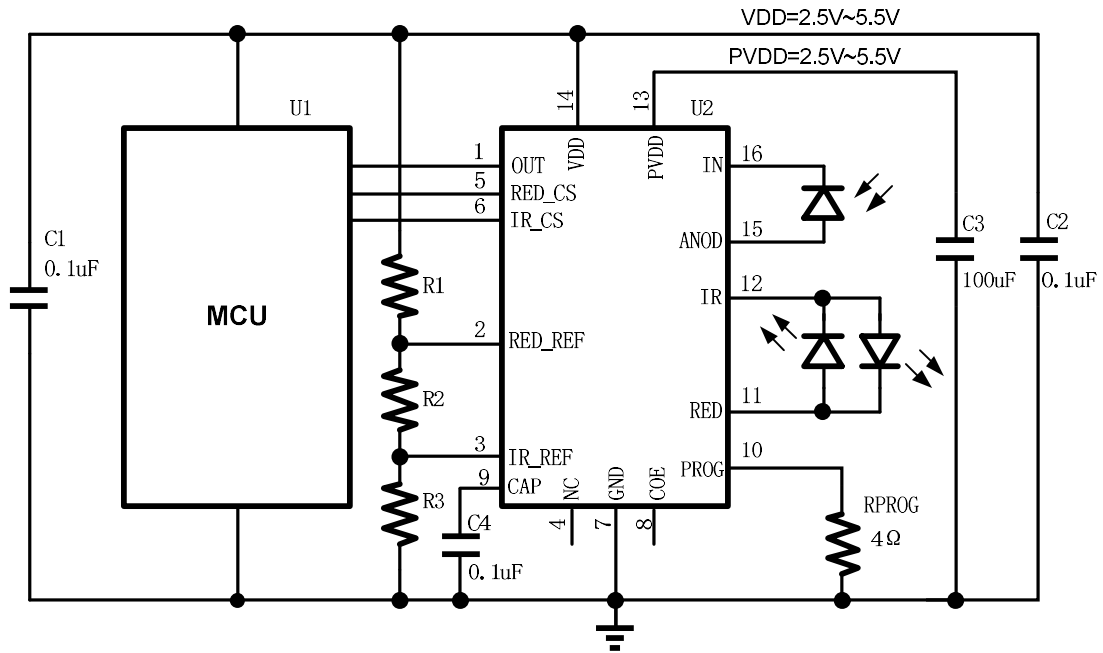 VDD=2.5V~5.5V
PVDD=2.5V~5.5V
U1
14
13
U2
1
OUT
VDD
PVDD
IN
16
5
RED_CS
6
IR_CS
ANOD
15
C1
0.1uF
C3
100uF
C2
0.1uF
R1
IR
12
MCU
2
RED_REF
R2
RED
11
3
IR_REF
PROG
10
9
CAP
NC
GND
COE
R3
C4
0.1uF
4
7
8
RPROG
4Ω